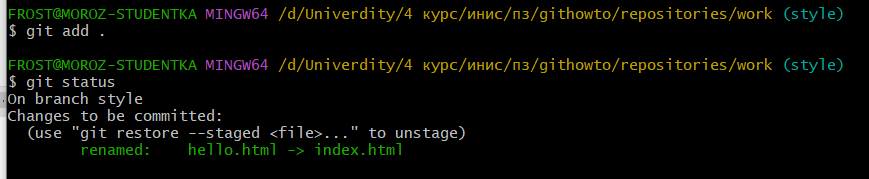 FROST@MOROZ-STUDENTKA MINGW64 /d/Univerdity/4 курс/инис/пз/githowto/repositories/work (style)
$ git add .
FROST@MOROZ-STUDENTKA MINGW64 /d/Univerdity/4 курс/инис/пз/githowto/repositories/work (style)
$ git status
On branch style
Changes to be committed:
  (use "git restore --staged <file>..." to unstage)
        renamed:    hello.html -> index.html